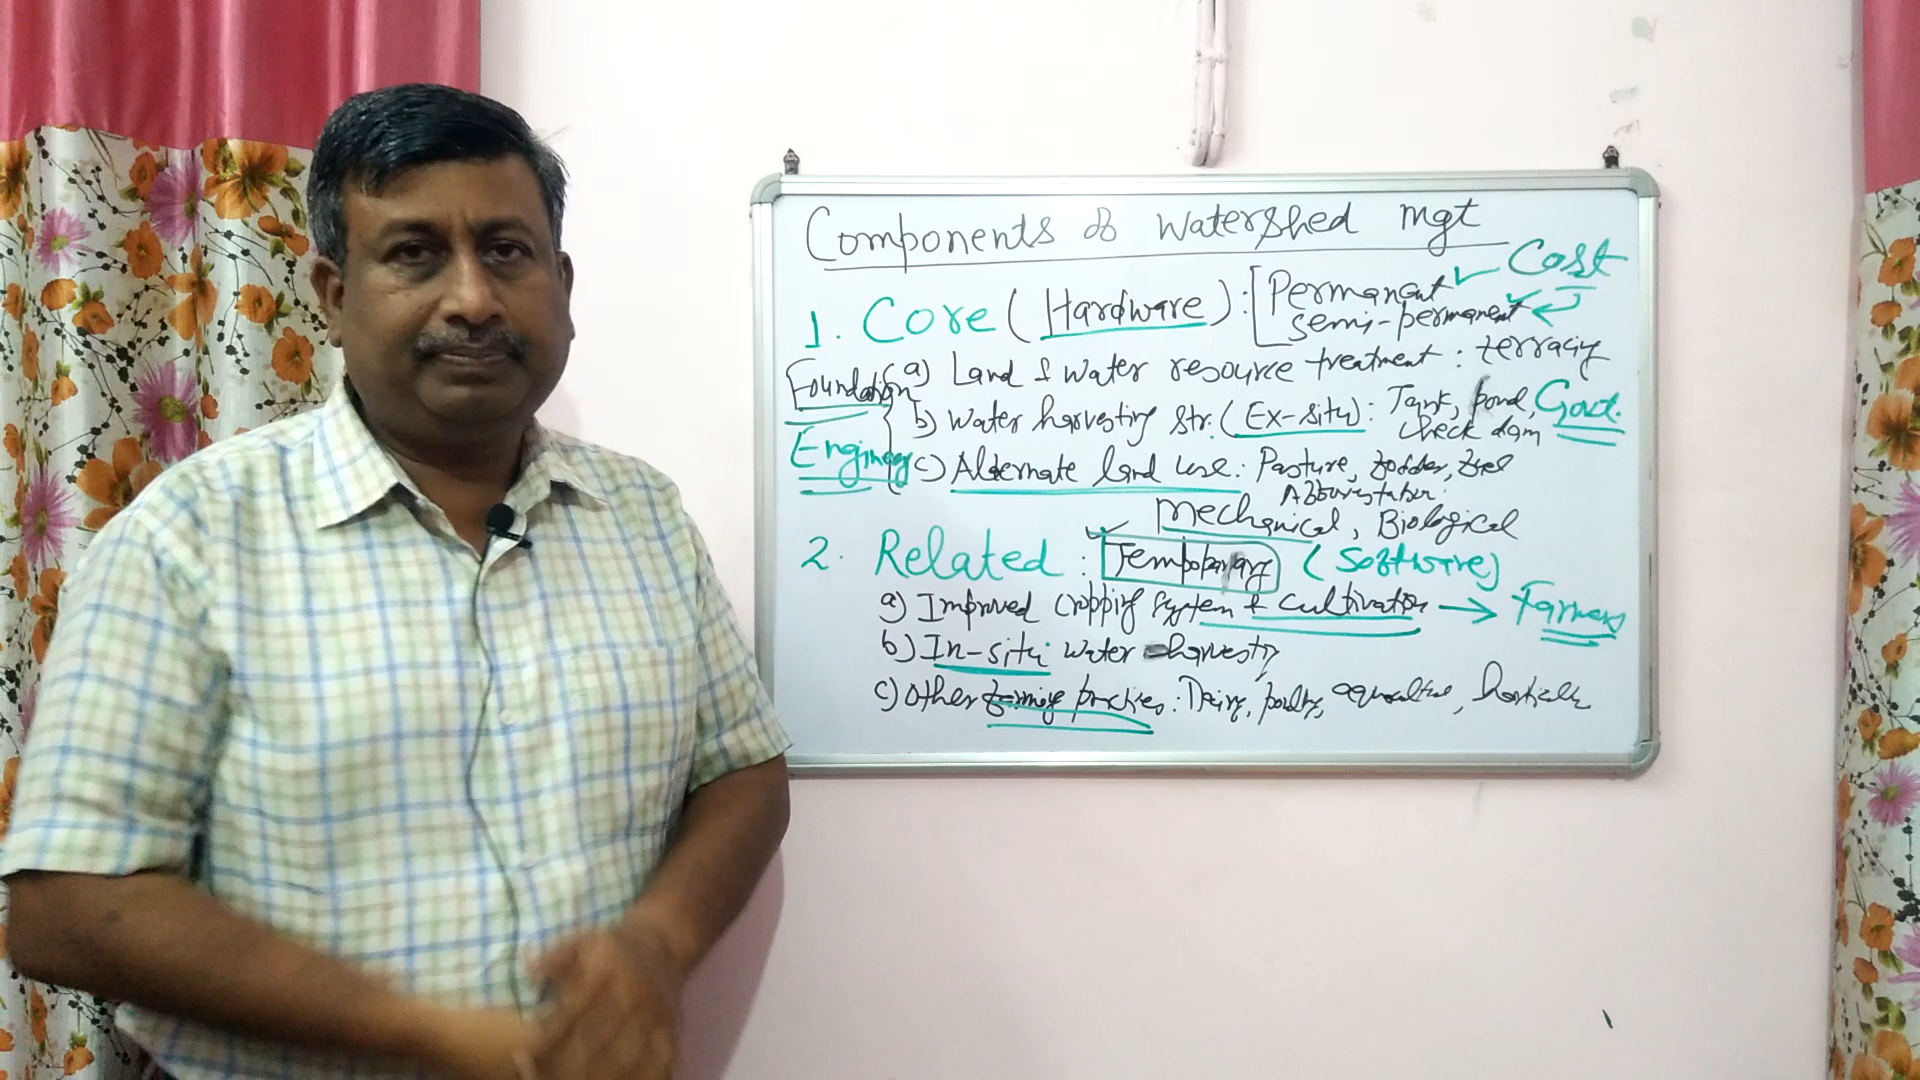 Components of Watershed mgt
Cost
1. Core (Hardware) : Permanent
Semi-permanent
Foundation
a) Land & water resource treatment : terracing
b) Water harvesting str. (Ex-situ) : Tank, pond, Govt.
check dam
Engineer
c) Alternate land use : Pasture, fodder, fuel
Afforestation
Mechanical, Biological
2. Related : Temporary (Software)
a) Improved cropping system & cultivation → Farmers
b) In-situ water harvesting
c) Other farming practices : Dairy, poultry, aquaculture,